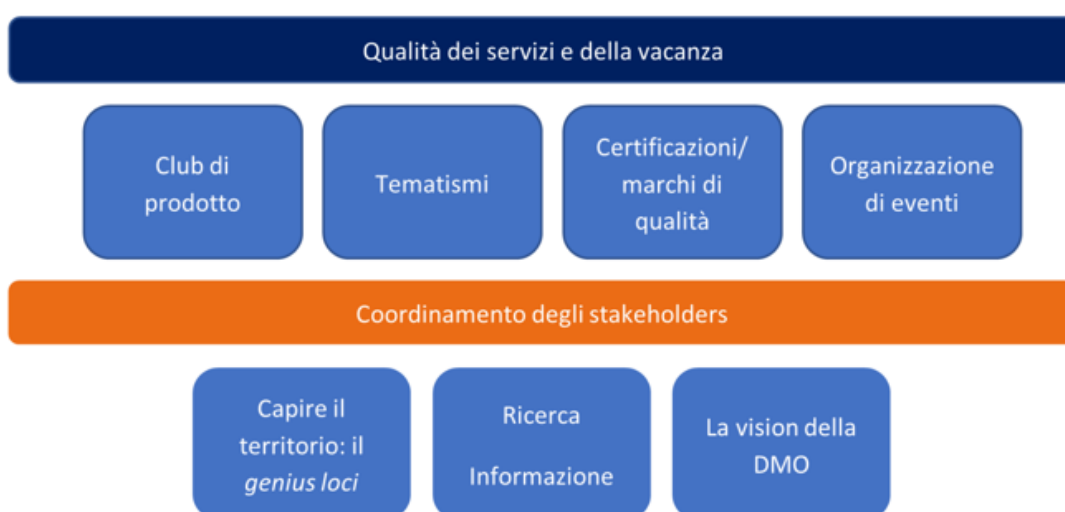 Qualità dei servizi e della vacanza
Club di
prodotto
Tematismi
Certificazioni/
marchi di
qualità
Organizzazione
di eventi
Coordinamento degli stakeholders
Capire il
territorio: il
genius loci
Ricerca
Informazione
La vision della
DMO